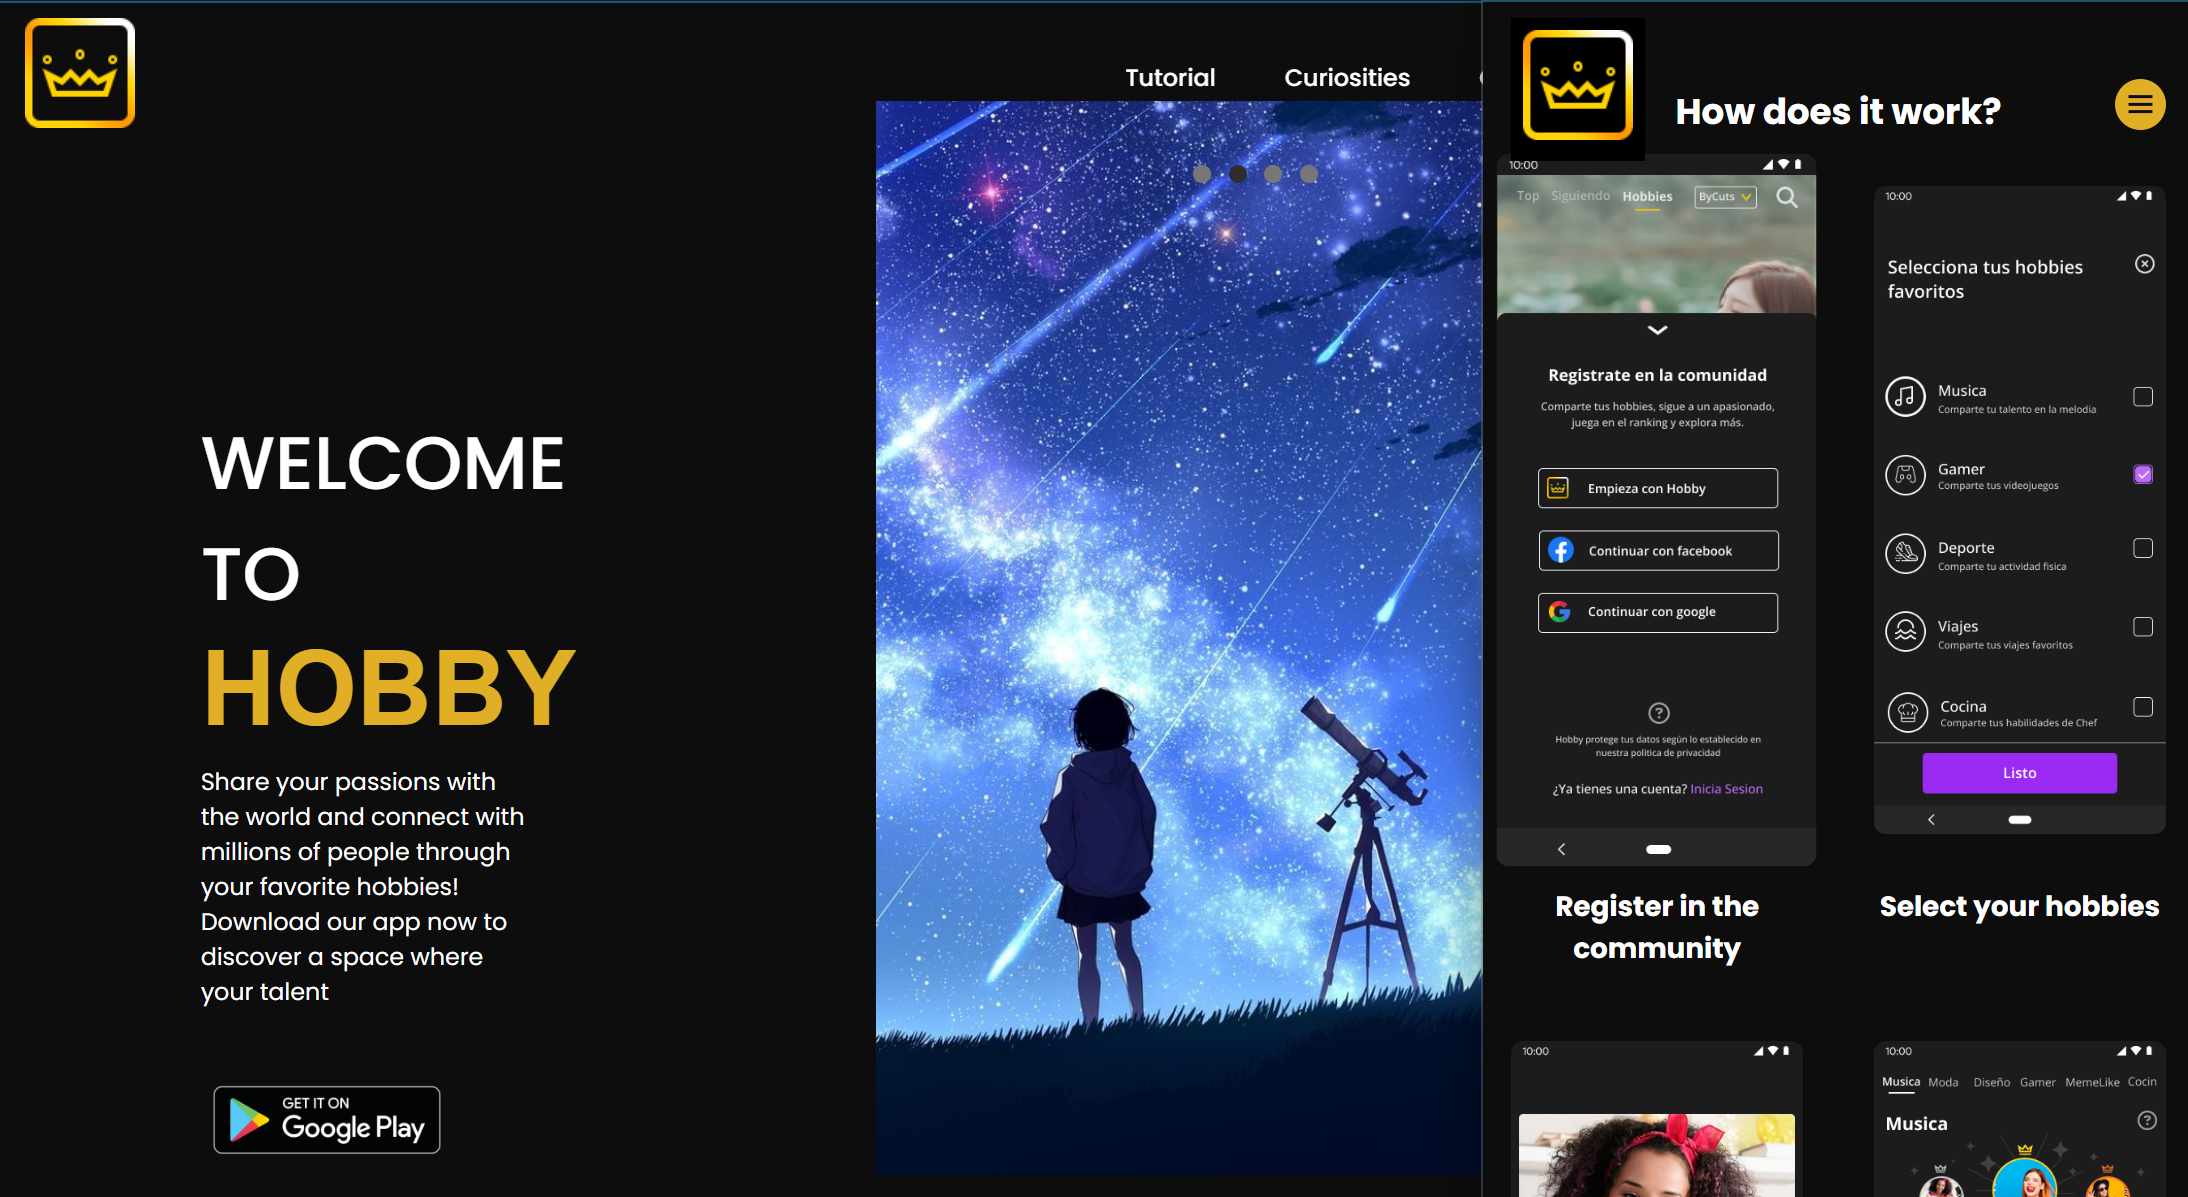 Tutorial
Curiosities
WELCOME
TO
HOBBY
Share your passions with
the world and connect with
millions of people through
your favorite hobbies!
Download our app now to
discover a space where
your talent
GET IT ON
Google Play
How does it work?
10:00
Top Siguiendo Hobbies ByCuts
Registrate en la comunidad
Comparte tus hobbies, sigue a un apasionado,
juega en el ranking y explora más.
Empieza con Hobby
Continuar con facebook
Continuar con google
Hobby protege tus datos según lo establecido en
nuestra politica de privacidad
¿Ya tienes una cuenta? Inicia Sesion
Register in the
community
10:00
Selecciona tus hobbies
favoritos
Musica
Comparte tu talento en la melodia
Gamer
Comparte tus videojuegos
Deporte
Comparte tu actividad fisica
Viajes
Comparte tus viajes favoritos
Cocina
Comparte tus habilidades de Chef
Listo
Select your hobbies
10:00
10:00
Musica Moda Diseño Gamer MemeLike Cocin
Musica